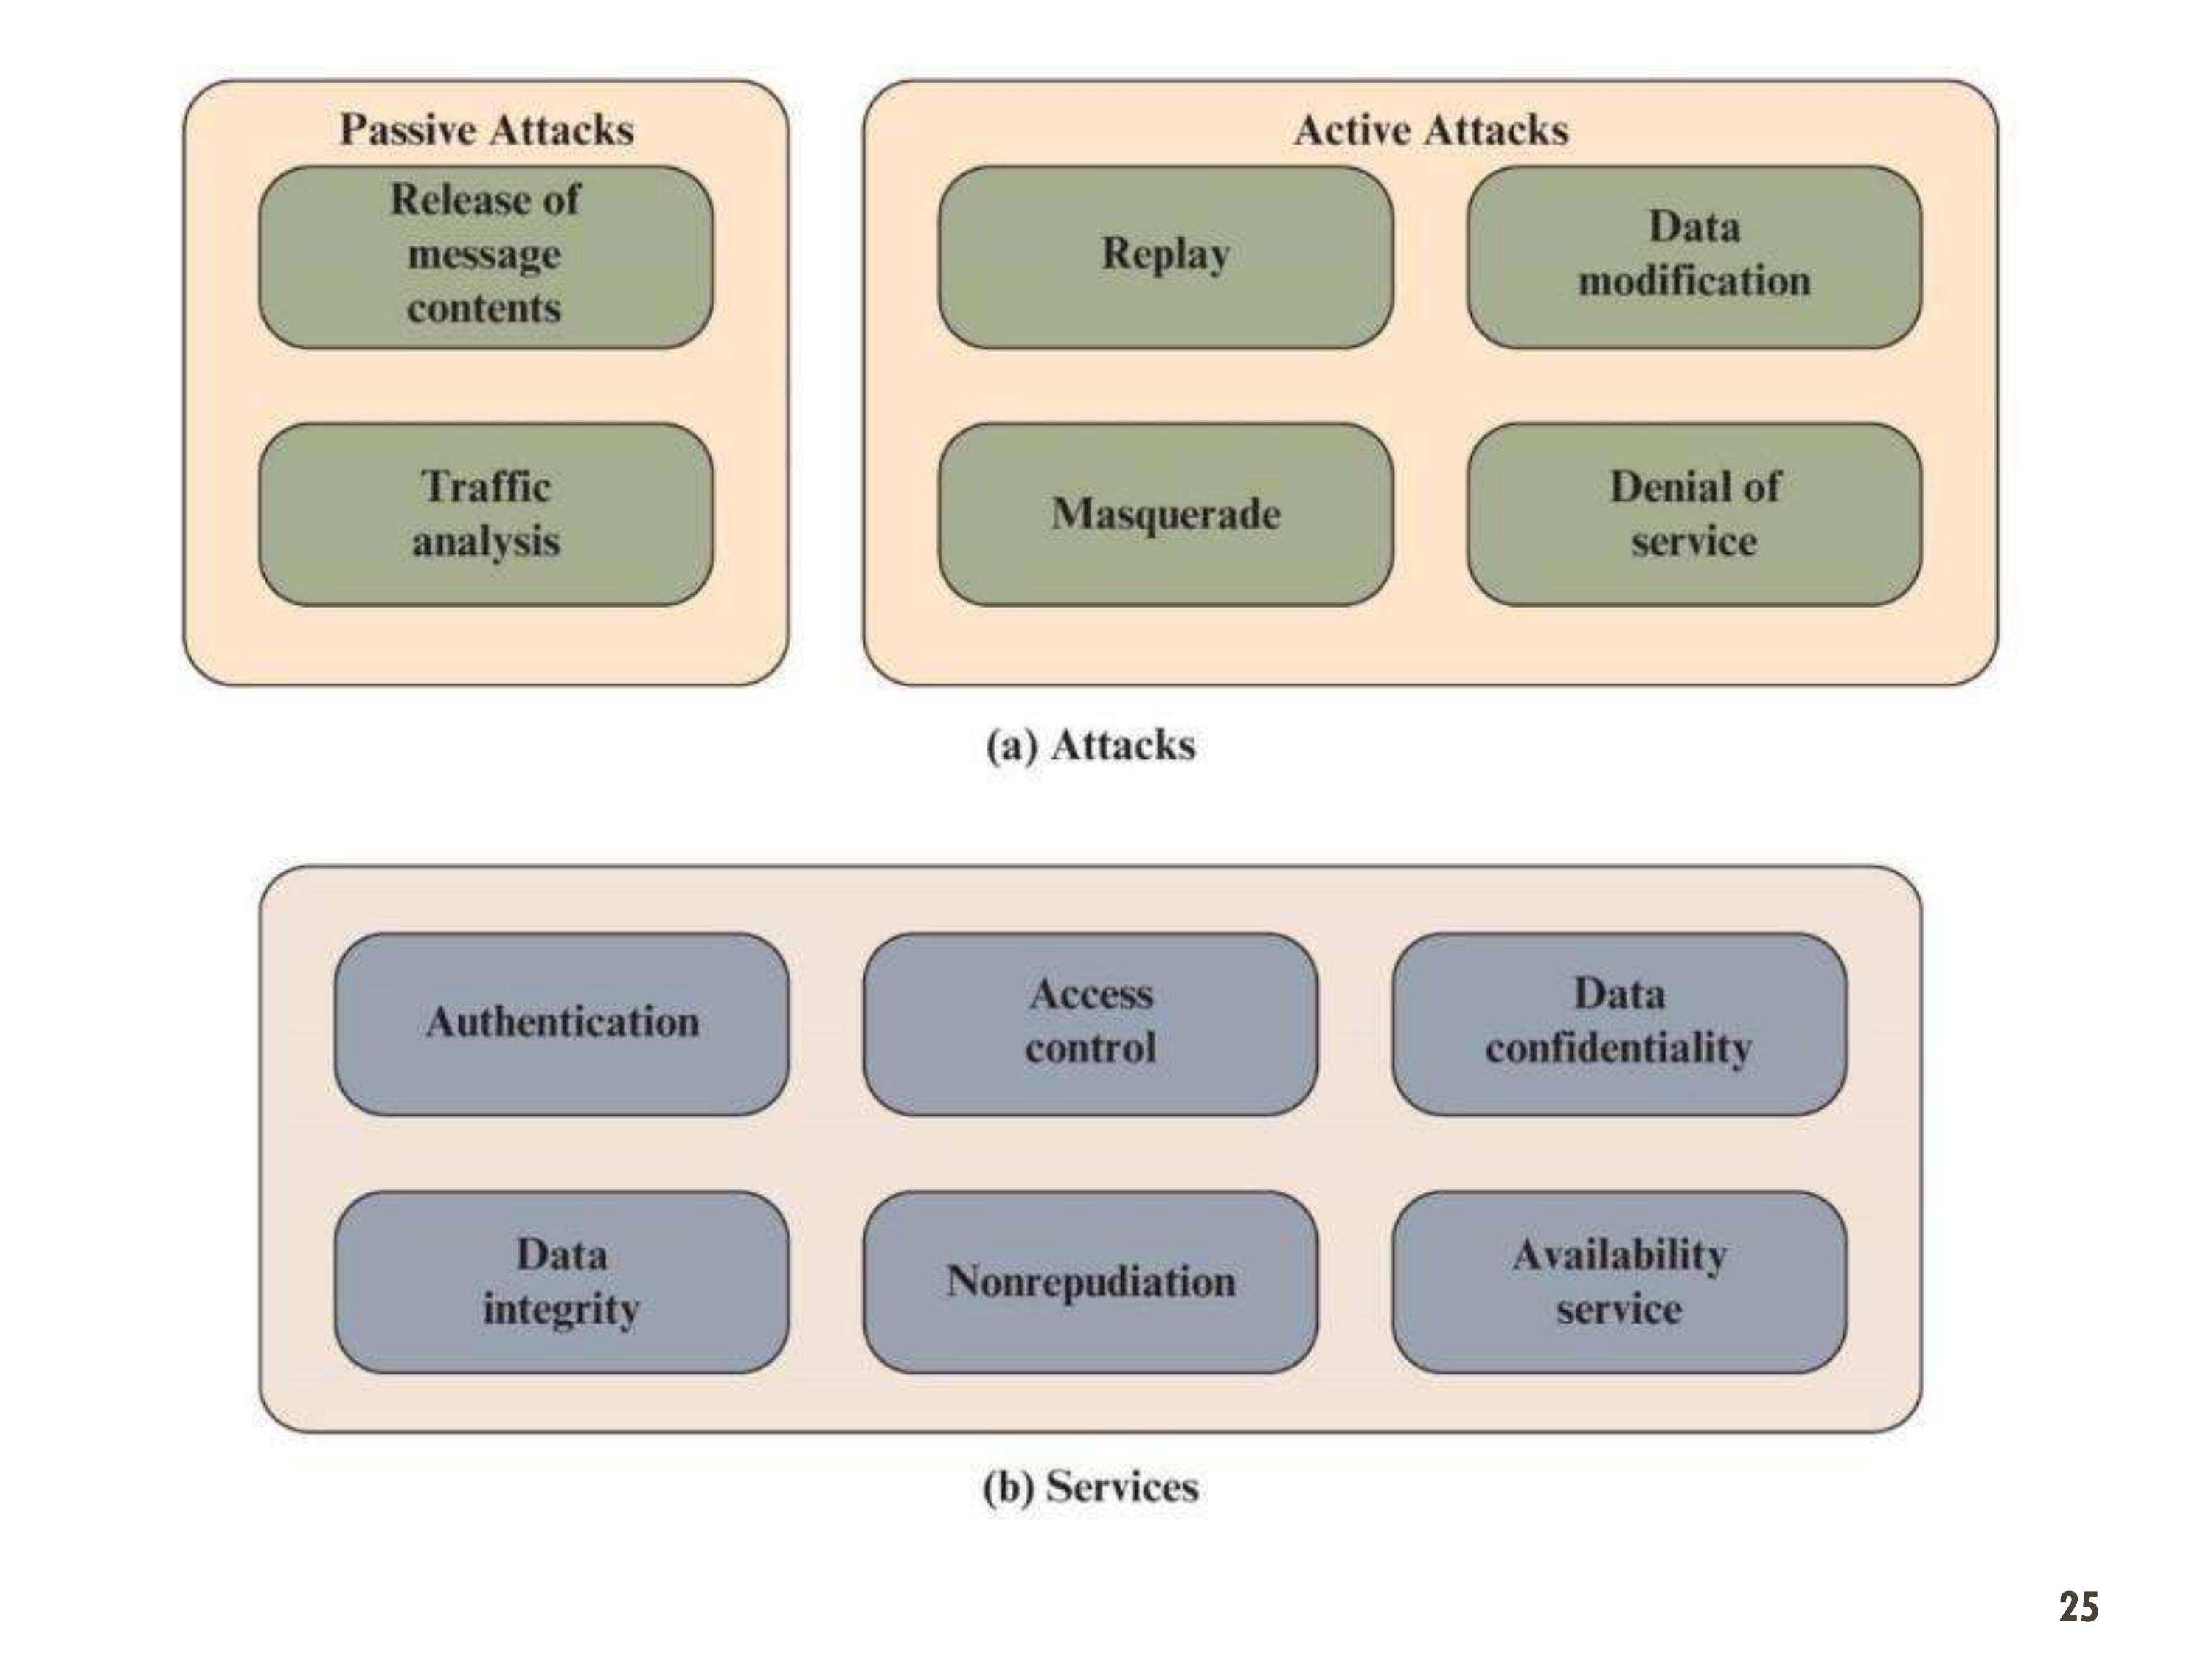 Passive Attacks
Release of
message
contents
Traffic
analysis
Active Attacks
Replay
Data
modification
Masquerade
Denial of
service
(a) Attacks
Authentication
Access
control
Data
confidentiality
Data
integrity
Nonrepudiation
Availability
service
(b) Services
25